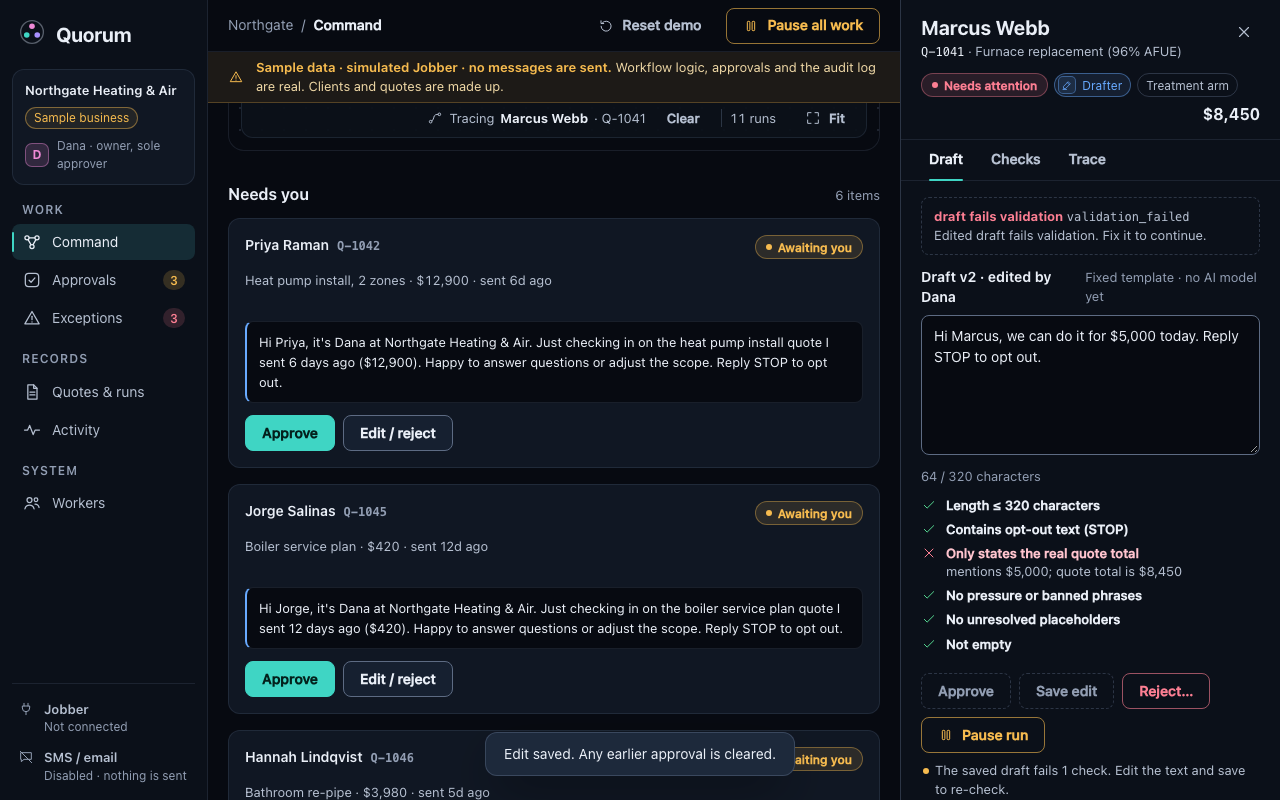 Quorum
Northgate Heating & Air
Sample business
D
Dana · owner, sole
approver
WORK
Command
Approvals
3
Exceptions
3
RECORDS
Quotes & runs
Activity
SYSTEM
Workers
Jobber
Not connected
SMS / email
Disabled · nothing is sent
Northgate / Command
Reset demo
Pause all work
Sample data · simulated Jobber · no messages are sent. Workflow logic, approvals and the audit log
are real. Clients and quotes are made up.
Tracing Marcus Webb · Q-1041
Clear
11 runs
Fit
Needs you
6 items
Priya Raman Q-1042
Awaiting you
Heat pump install, 2 zones · $12,900 · sent 6d ago
Hi Priya, it's Dana at Northgate Heating & Air. Just checking in on the heat pump install quote I
sent 6 days ago ($12,900). Happy to answer questions or adjust the scope. Reply STOP to opt
out.
Approve
Edit / reject
Jorge Salinas Q-1045
Awaiting you
Boiler service plan · $420 · sent 12d ago
Hi Jorge, it's Dana at Northgate Heating & Air. Just checking in on the boiler service plan quote I
sent 12 days ago ($420). Happy to answer questions or adjust the scope. Reply STOP to opt out.
Approve
Edit / reject
Hannah Lindqvist Q-1046
aiting you
Bathroom re-pipe · $3,980 · sent 5d ago
Edit saved. Any earlier approval is cleared.
Marcus Webb
Q-1041 · Furnace replacement (96% AFUE)
Needs attention
Drafter
Treatment arm
$8,450
Draft
Checks
Trace
draft fails validation validation_failed
Edited draft fails validation. Fix it to continue.
Draft v2 · edited by
Dana
Fixed template · no AI model
yet
Hi Marcus, we can do it for $5,000 today. Reply
STOP to opt out.
64 / 320 characters
Length ≤ 320 characters
Contains opt-out text (STOP)
Only states the real quote total
mentions $5,000; quote total is $8,450
No pressure or banned phrases
No unresolved placeholders
Not empty
Approve
Save edit
Reject...
Pause run
The saved draft fails 1 check. Edit the text and save
to re-check.